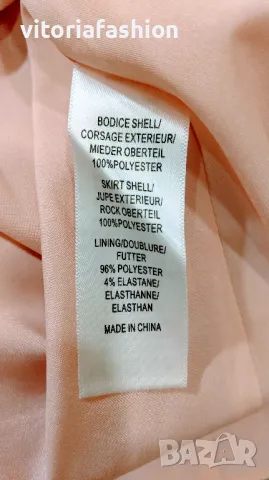 vitoriafashion
BODICE SHELL/
CORSAGE EXTERIEUR/
MIEDER OBERTEIL
100%POLYESTER
SKIRT SHELL/
JUPE EXTERIEUR/
ROCK OBERTEIL
100%POLYESTER
LINING/DOUBLURE/
FUTTER
96% POLYESTER
4% ELASTANE/
ELASTHANNE/
ELASTHAN
MADE IN CHINA
BAZAR